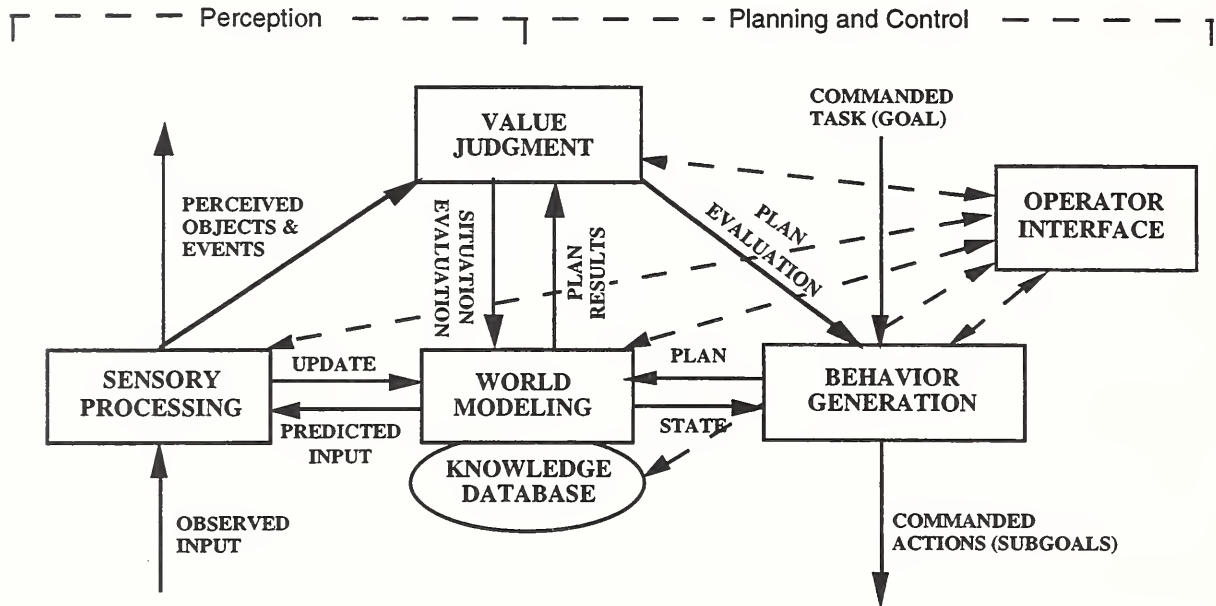 Perception
Planning and Control
VALUE
JUDGMENT
COMMANDED
TASK (GOAL)
OPERATOR
INTERFACE
PERCEIVED
OBJECTS &
EVENTS
SITUATION
EVALUATION
PLAN
RESULTS
PLAN
EVALUATION
SENSORY
PROCESSING
UPDATE
PREDICTED
INPUT
WORLD
MODELING
PLAN
STATE
BEHAVIOR
GENERATION
KNOWLEDGE
DATABASE
OBSERVED
INPUT
COMMANDED
ACTIONS (SUBGOALS)